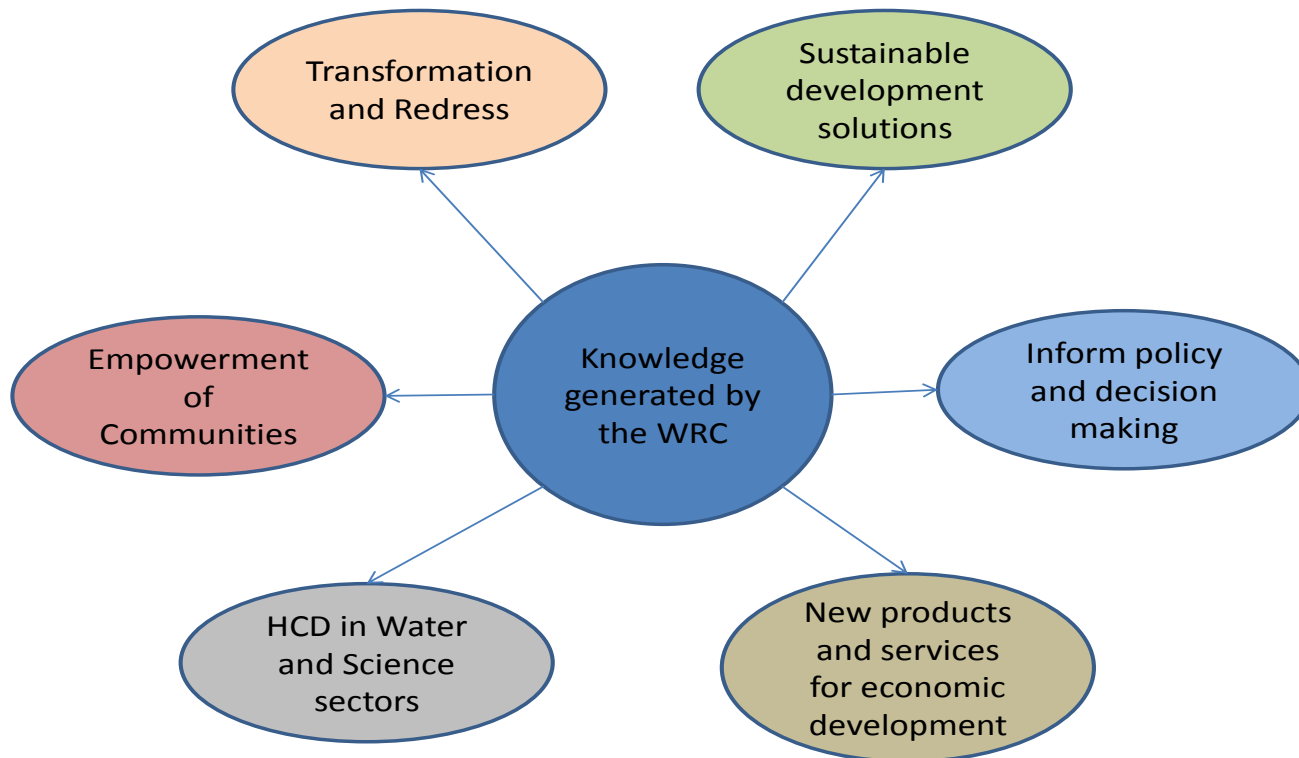 Transformation
and Redress
Sustainable
development
solutions
Empowerment
of
Communities
Knowledge
generated by
the WRC
Inform policy
and decision
making
HCD in Water
and Science
sectors
New products
and services
for economic
development